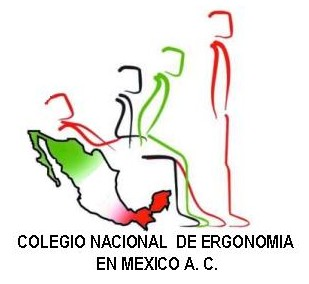 COLEGIO NACIONAL DE ERGONOMIA
EN MEXICO A. C.